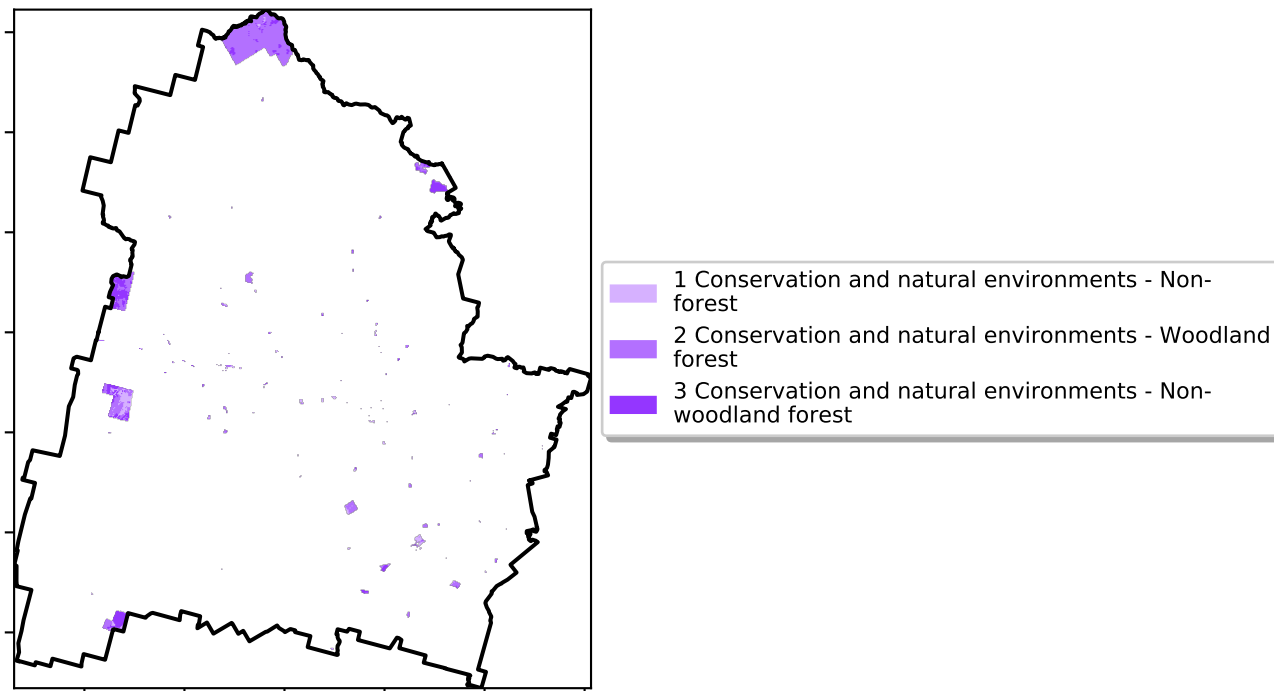 1 Conservation and natural environments - Non-
forest
2 Conservation and natural environments - Woodland
forest
3 Conservation and natural environments - Non-
woodland forest